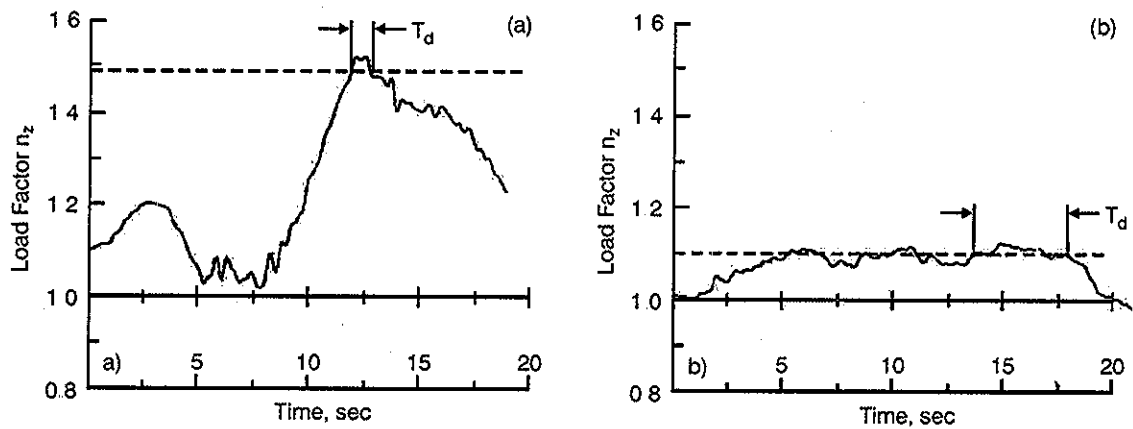 1 6
T_d
(a)
1 4
1 2
1 0
0.8
Load Factor n_z
a)
5
10
15
20
Time, sec
1.6
(b)
1.4
1.2
T_d
1.0
0 8
Load Factor n_z
b)
5
10
15
20
Time, sec